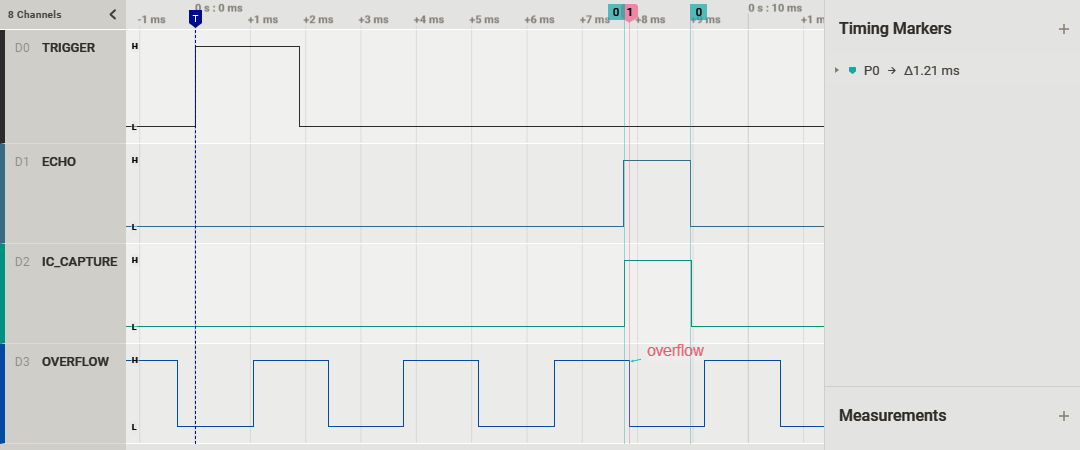 8 Channels
0 s : 0 ms
0 s : 10 ms
-1 ms
+1 ms
+2 ms
+3 ms
+4 ms
+5 ms
+6 ms
+7 ms
+8 ms
+9 ms
+1 m
T
0
1
0
Timing Markers
P0 → Δ1.21 ms
D0 TRIGGER
H
L
D1 ECHO
H
L
D2 IC_CAPTURE
H
L
D3 OVERFLOW
H
L
overflow
Measurements